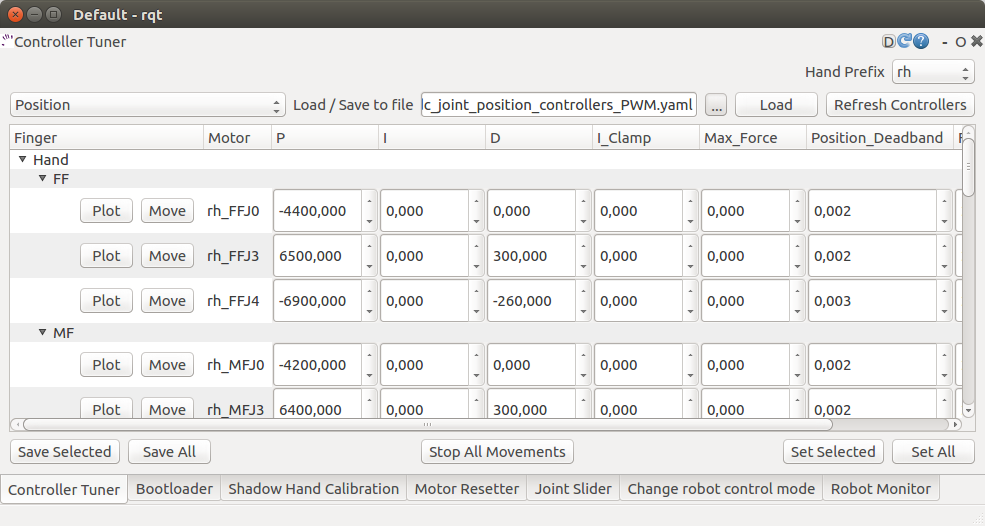 Default - rqt
Controller Tuner D ? - O
Hand Prefix rh
Position Load / Save to file lc_joint_position_controllers_PWM.yaml ... Load Refresh Controllers
Finger Motor P I D I_Clamp Max_Force Position_Deadband F
Hand
FF
Plot Move rh_FFJ0 -4400,000 0,000 0,000 0,000 0,000 0,002
Plot Move rh_FFJ3 6500,000 0,000 300,000 0,000 0,000 0,002
Plot Move rh_FFJ4 -6900,000 0,000 -260,000 0,000 0,000 0,003
MF
Plot Move rh_MFJ0 -4200,000 0,000 0,000 0,000 0,000 0,002
Plot Move rh_MFJ3 6400,000 0,000 300,000 0,000 0,000 0,002
Save Selected Save All Stop All Movements Set Selected Set All
Controller Tuner Bootloader Shadow Hand Calibration Motor Resetter Joint Slider Change robot control mode Robot Monitor